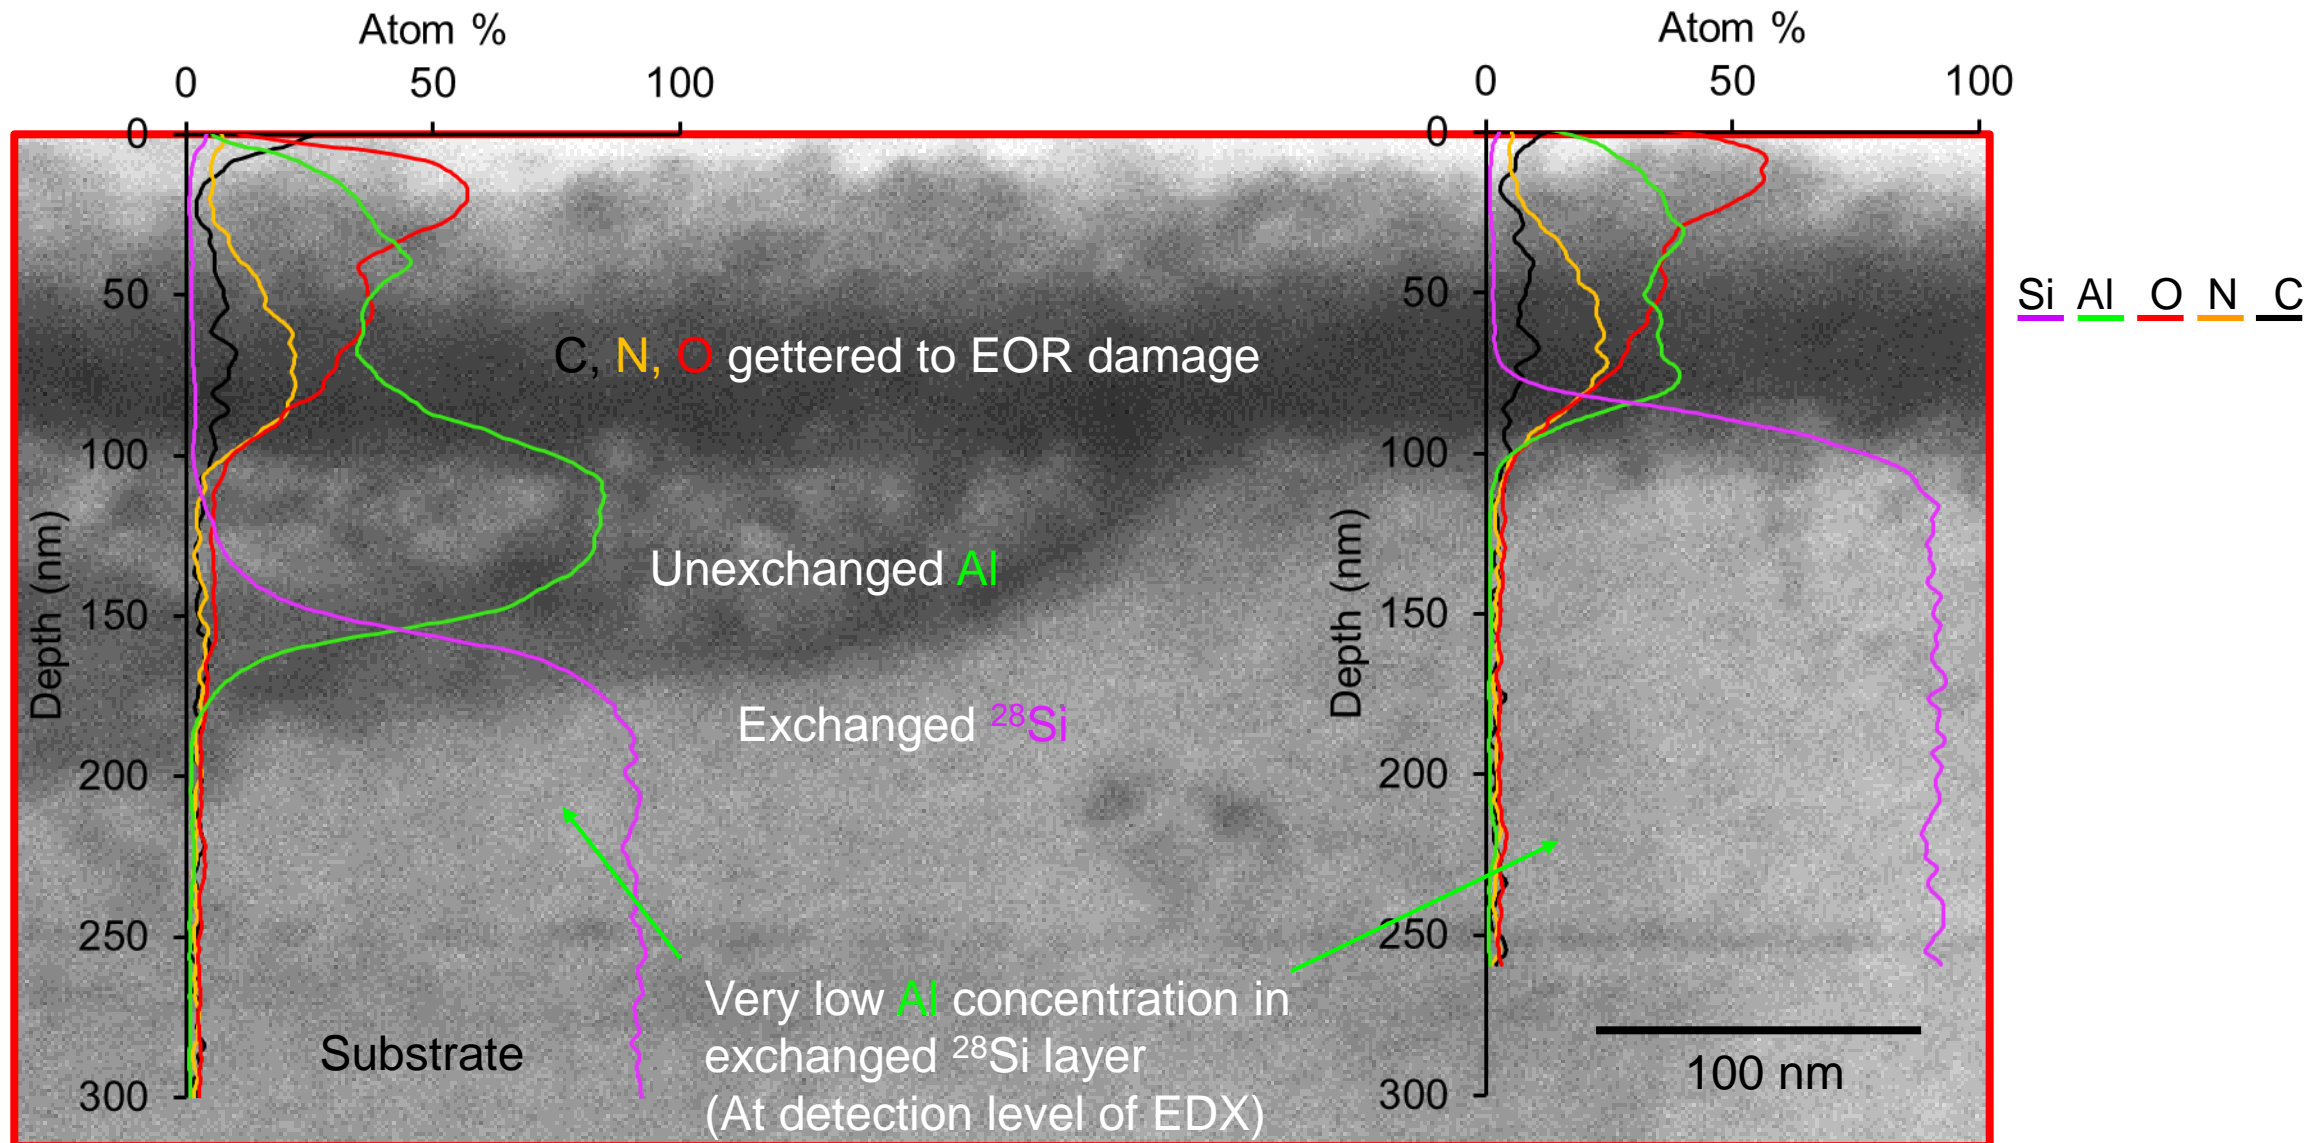 Atom %
0 50 100
Atom %
0 50 100
0
50
100
150
200
250
300
Depth (nm)
0
50
100
150
200
250
300
Depth (nm)
Si Al O N C
C, N, O gettered to EOR damage
Unexchanged Al
Exchanged ²⁸Si
Very low Al concentration in
exchanged ²⁸Si layer
(At detection level of EDX)
Substrate
100 nm